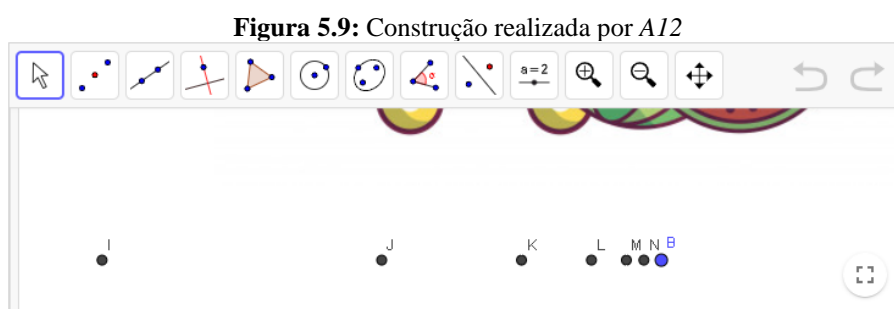 Figura 5.9: Construção realizada por A12
a=2
α
I J K L M N B